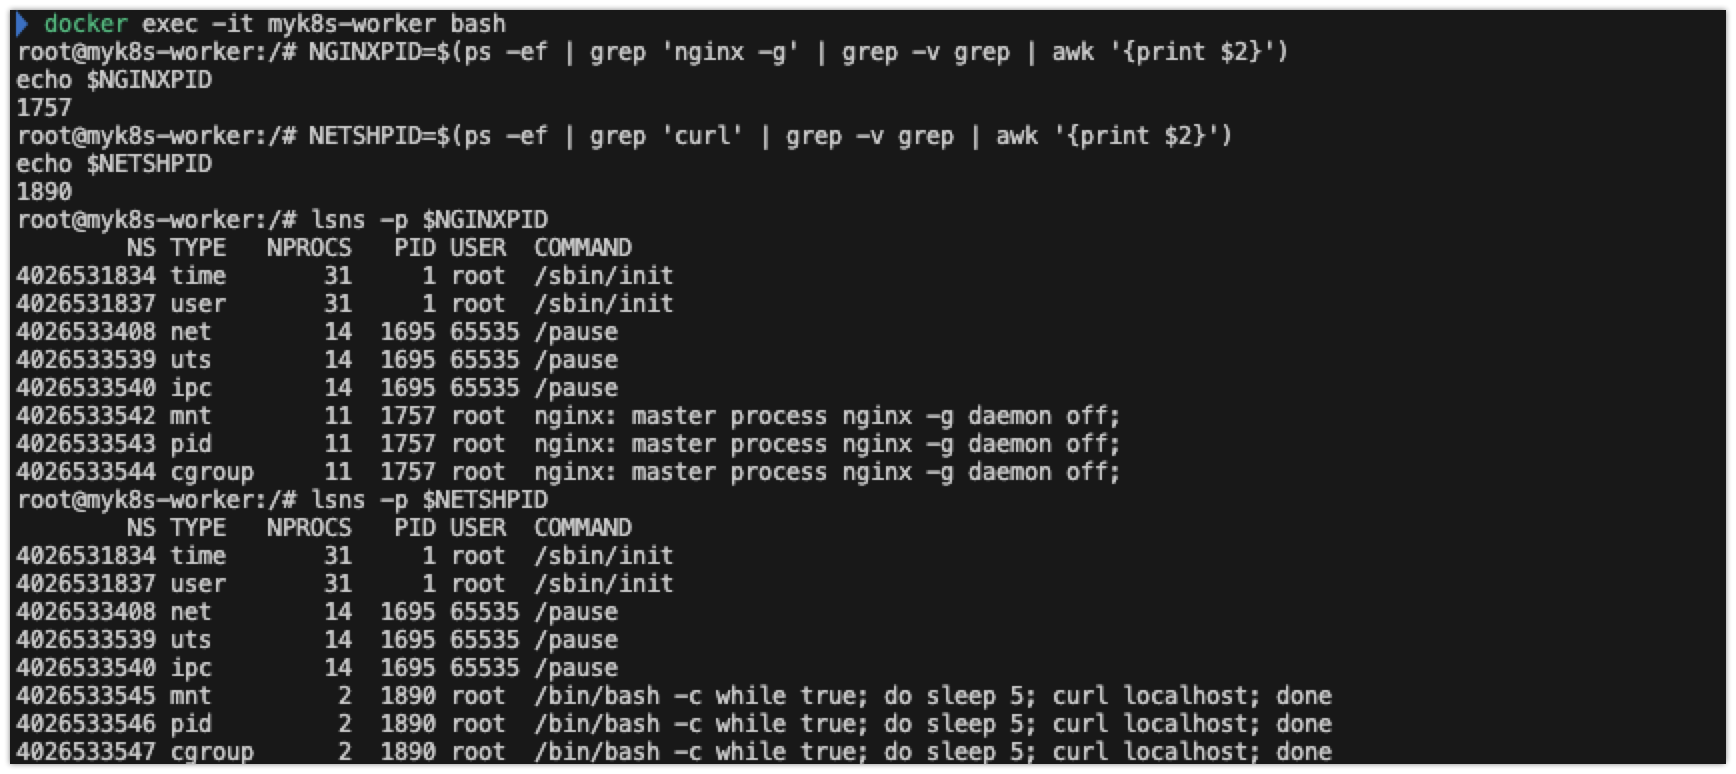 docker exec -it myk8s-worker bash
root@myk8s-worker:/# NGINXPID=$(ps -ef | grep 'nginx -g' | grep -v grep | awk '{print $2}')
echo $NGINXPID
1757
root@myk8s-worker:/# NETSHPID=$(ps -ef | grep 'curl' | grep -v grep | awk '{print $2}')
echo $NETSHPID
1890
root@myk8s-worker:/# lsns -p $NGINXPID
        NS TYPE   NPROCS   PID USER  COMMAND
4026531834 time       31     1 root  /sbin/init
4026531837 user       31     1 root  /sbin/init
4026533408 net        14  1695 65535 /pause
4026533539 uts        14  1695 65535 /pause
4026533540 ipc        14  1695 65535 /pause
4026533542 mnt        11  1757 root  nginx: master process nginx -g daemon off;
4026533543 pid        11  1757 root  nginx: master process nginx -g daemon off;
4026533544 cgroup     11  1757 root  nginx: master process nginx -g daemon off;
root@myk8s-worker:/# lsns -p $NETSHPID
        NS TYPE   NPROCS   PID USER  COMMAND
4026531834 time       31     1 root  /sbin/init
4026531837 user       31     1 root  /sbin/init
4026533408 net        14  1695 65535 /pause
4026533539 uts        14  1695 65535 /pause
4026533540 ipc        14  1695 65535 /pause
4026533545 mnt         2  1890 root  /bin/bash -c while true; do sleep 5; curl localhost; done
4026533546 pid         2  1890 root  /bin/bash -c while true; do sleep 5; curl localhost; done
4026533547 cgroup      2  1890 root  /bin/bash -c while true; do sleep 5; curl localhost; done